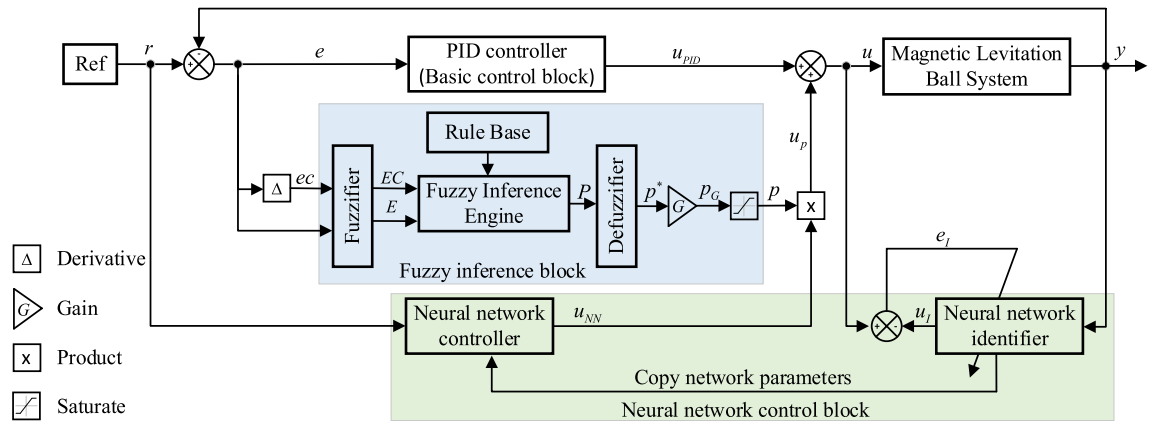 Ref
r
+
-
e
PID controller
(Basic control block)
u_PID
+
+
u
Magnetic Levitation
Ball System
y
Rule Base
u_p
Δ
ec
Fuzzifier
EC
E
Fuzzy Inference
Engine
P
Defuzzifier
p*
G
p_G
p
x
Fuzzy inference block
Δ
Derivative
G
Gain
x
Product
Saturate
e_I
Neural network
controller
u_NN
+
-
u_I
Neural network
identifier
Copy network parameters
Neural network control block